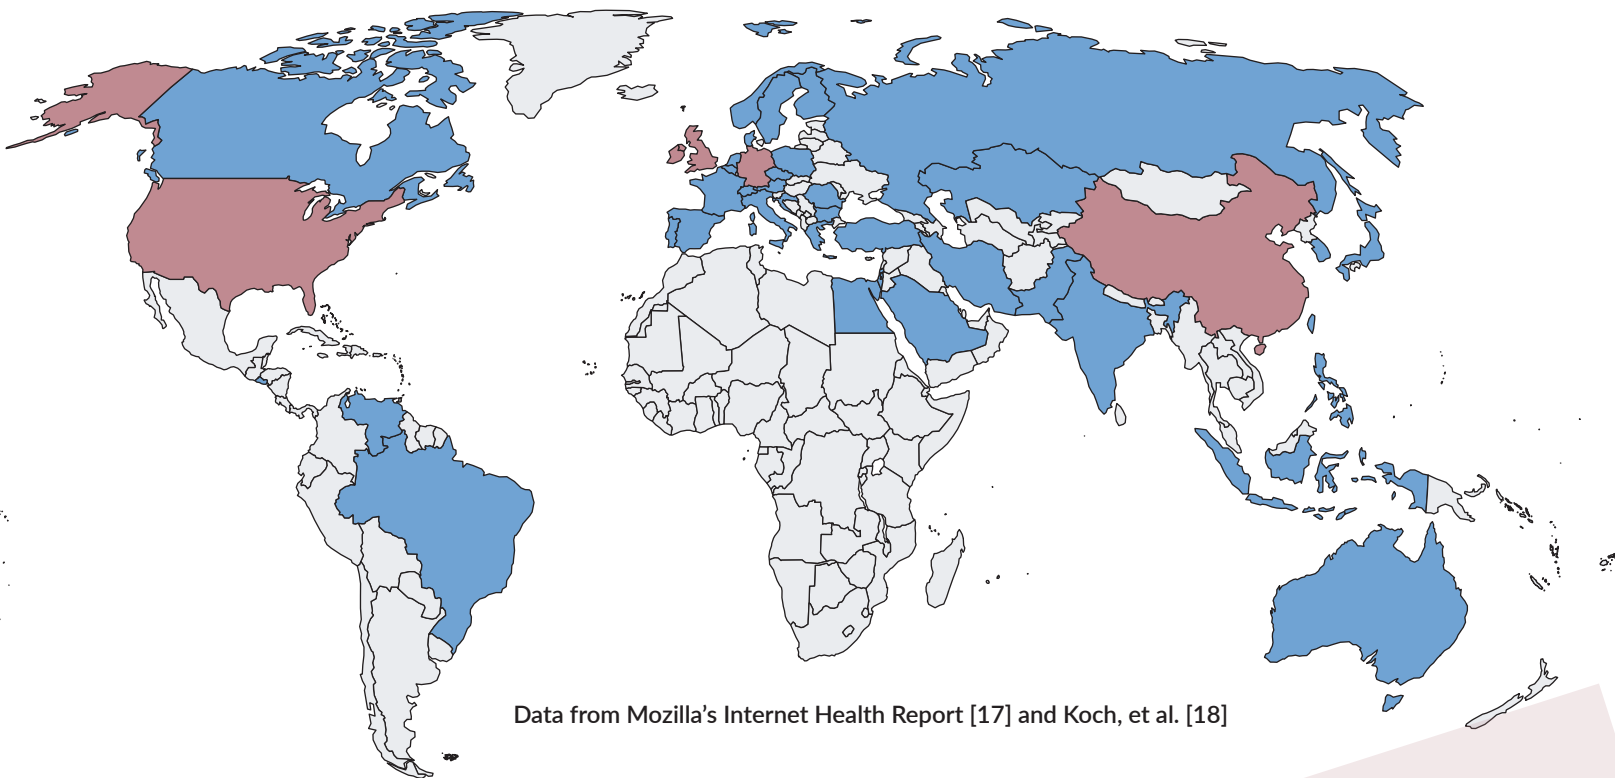 Data from Mozilla’s Internet Health Report [17] and Koch, et al. [18]